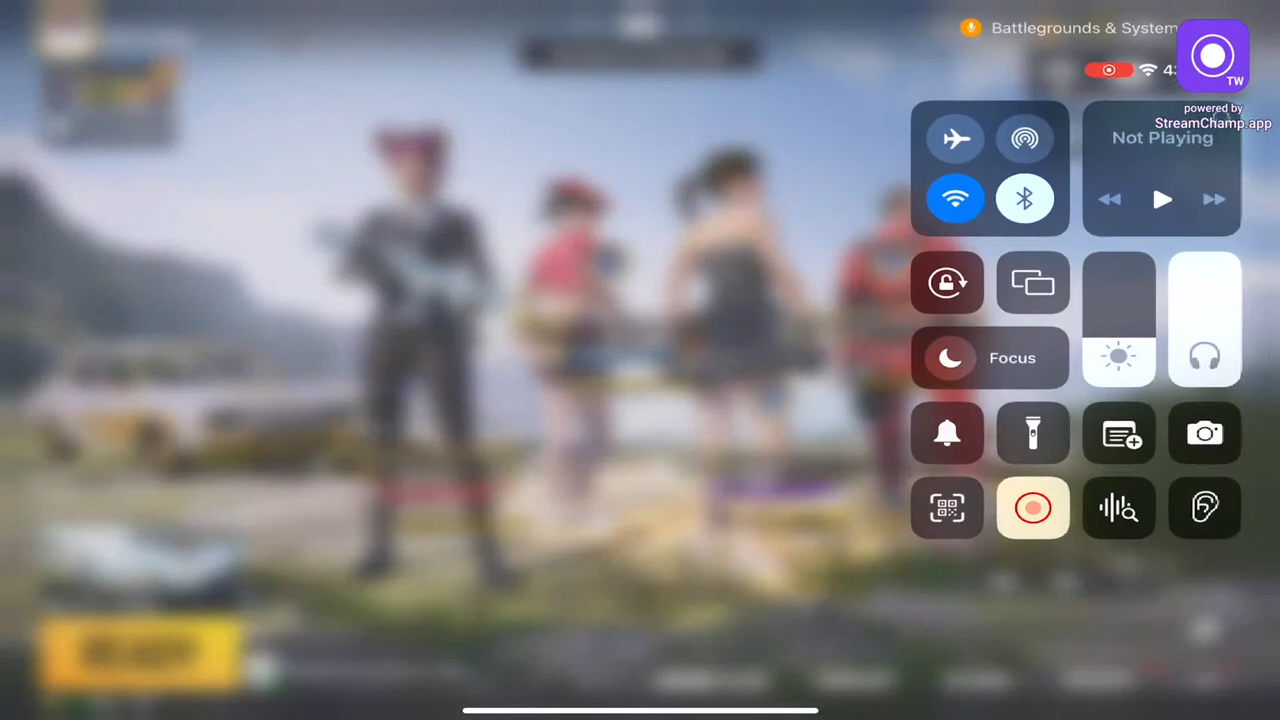 Battlegrounds & System
TW
powered by
StreamChamp.app
Not Playing
Focus